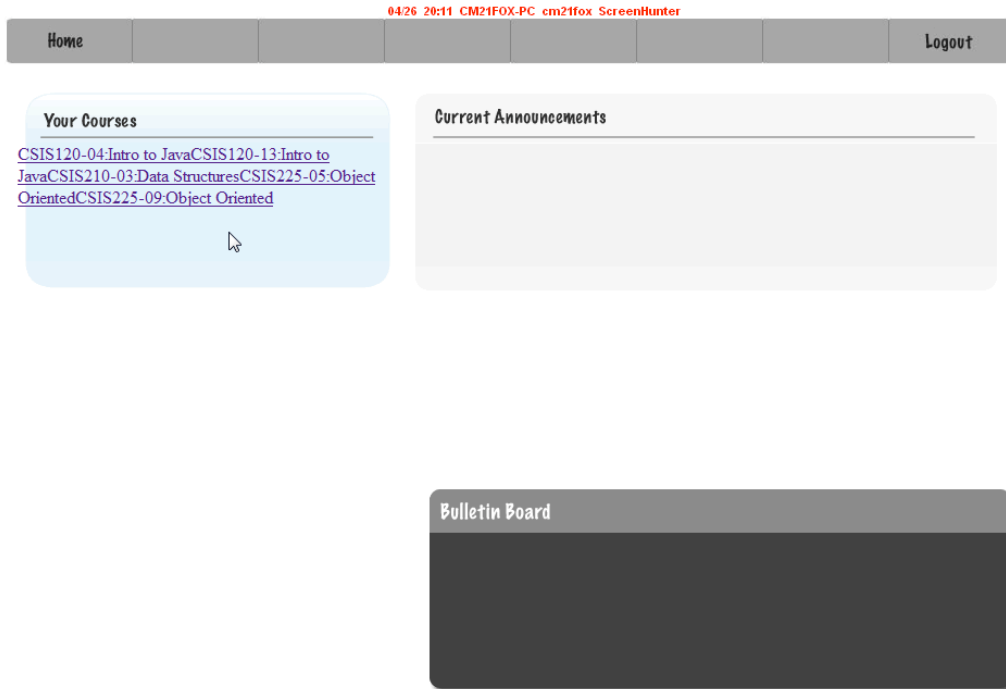 04/26 20:11 CM21FOX-PC cm21fox ScreenHunter
Home
Logout
Your Courses
CSIS120-04:Intro to JavaCSIS120-13:Intro to
JavaCSIS210-03:Data StructuresCSIS225-05:Object
OrientedCSIS225-09:Object Oriented
Current Announcements
Bulletin Board